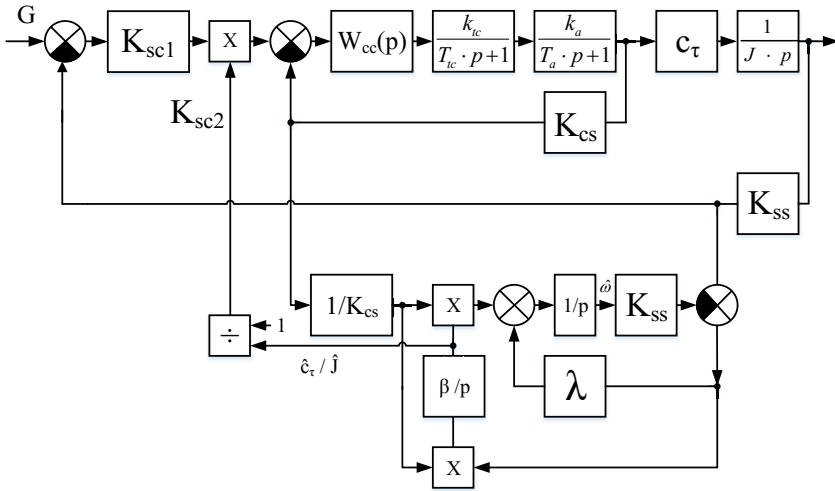 G
K_sc1
X
W_cc(p)
k_tc / (T_tc · p+1)
k_a / (T_a · p+1)
c_τ
1 / (J · p)
K_sc2
K_cs
K_ss
1/K_cs
X
1/p
ω̂
K_ss
÷
1
ĉ_τ / Ĵ
β/p
λ
X